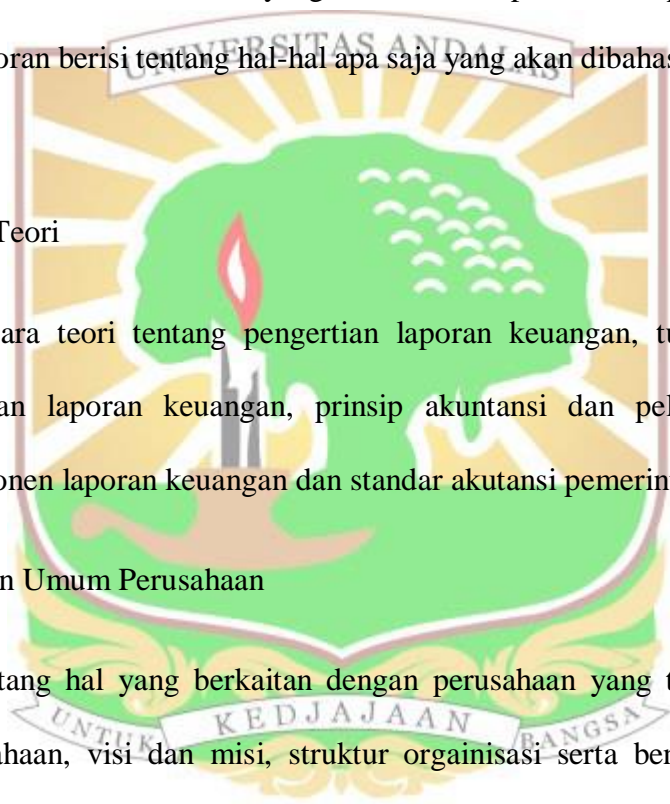 UNIVERSITAS ANDALAS
oran berisi tentang hal-hal apa saja yang akan dibahas
Teori
ara teori tentang pengertian laporan keuangan, tu
an laporan keuangan, prinsip akuntansi dan pel
onen laporan keuangan dan standar akutansi pemerin
n Umum Perusahaan
tang hal yang berkaitan dengan perusahaan yang t
UNTUK KEDJAJAAN BANGSA
haan, visi dan misi, struktur orgainisasi serta ber